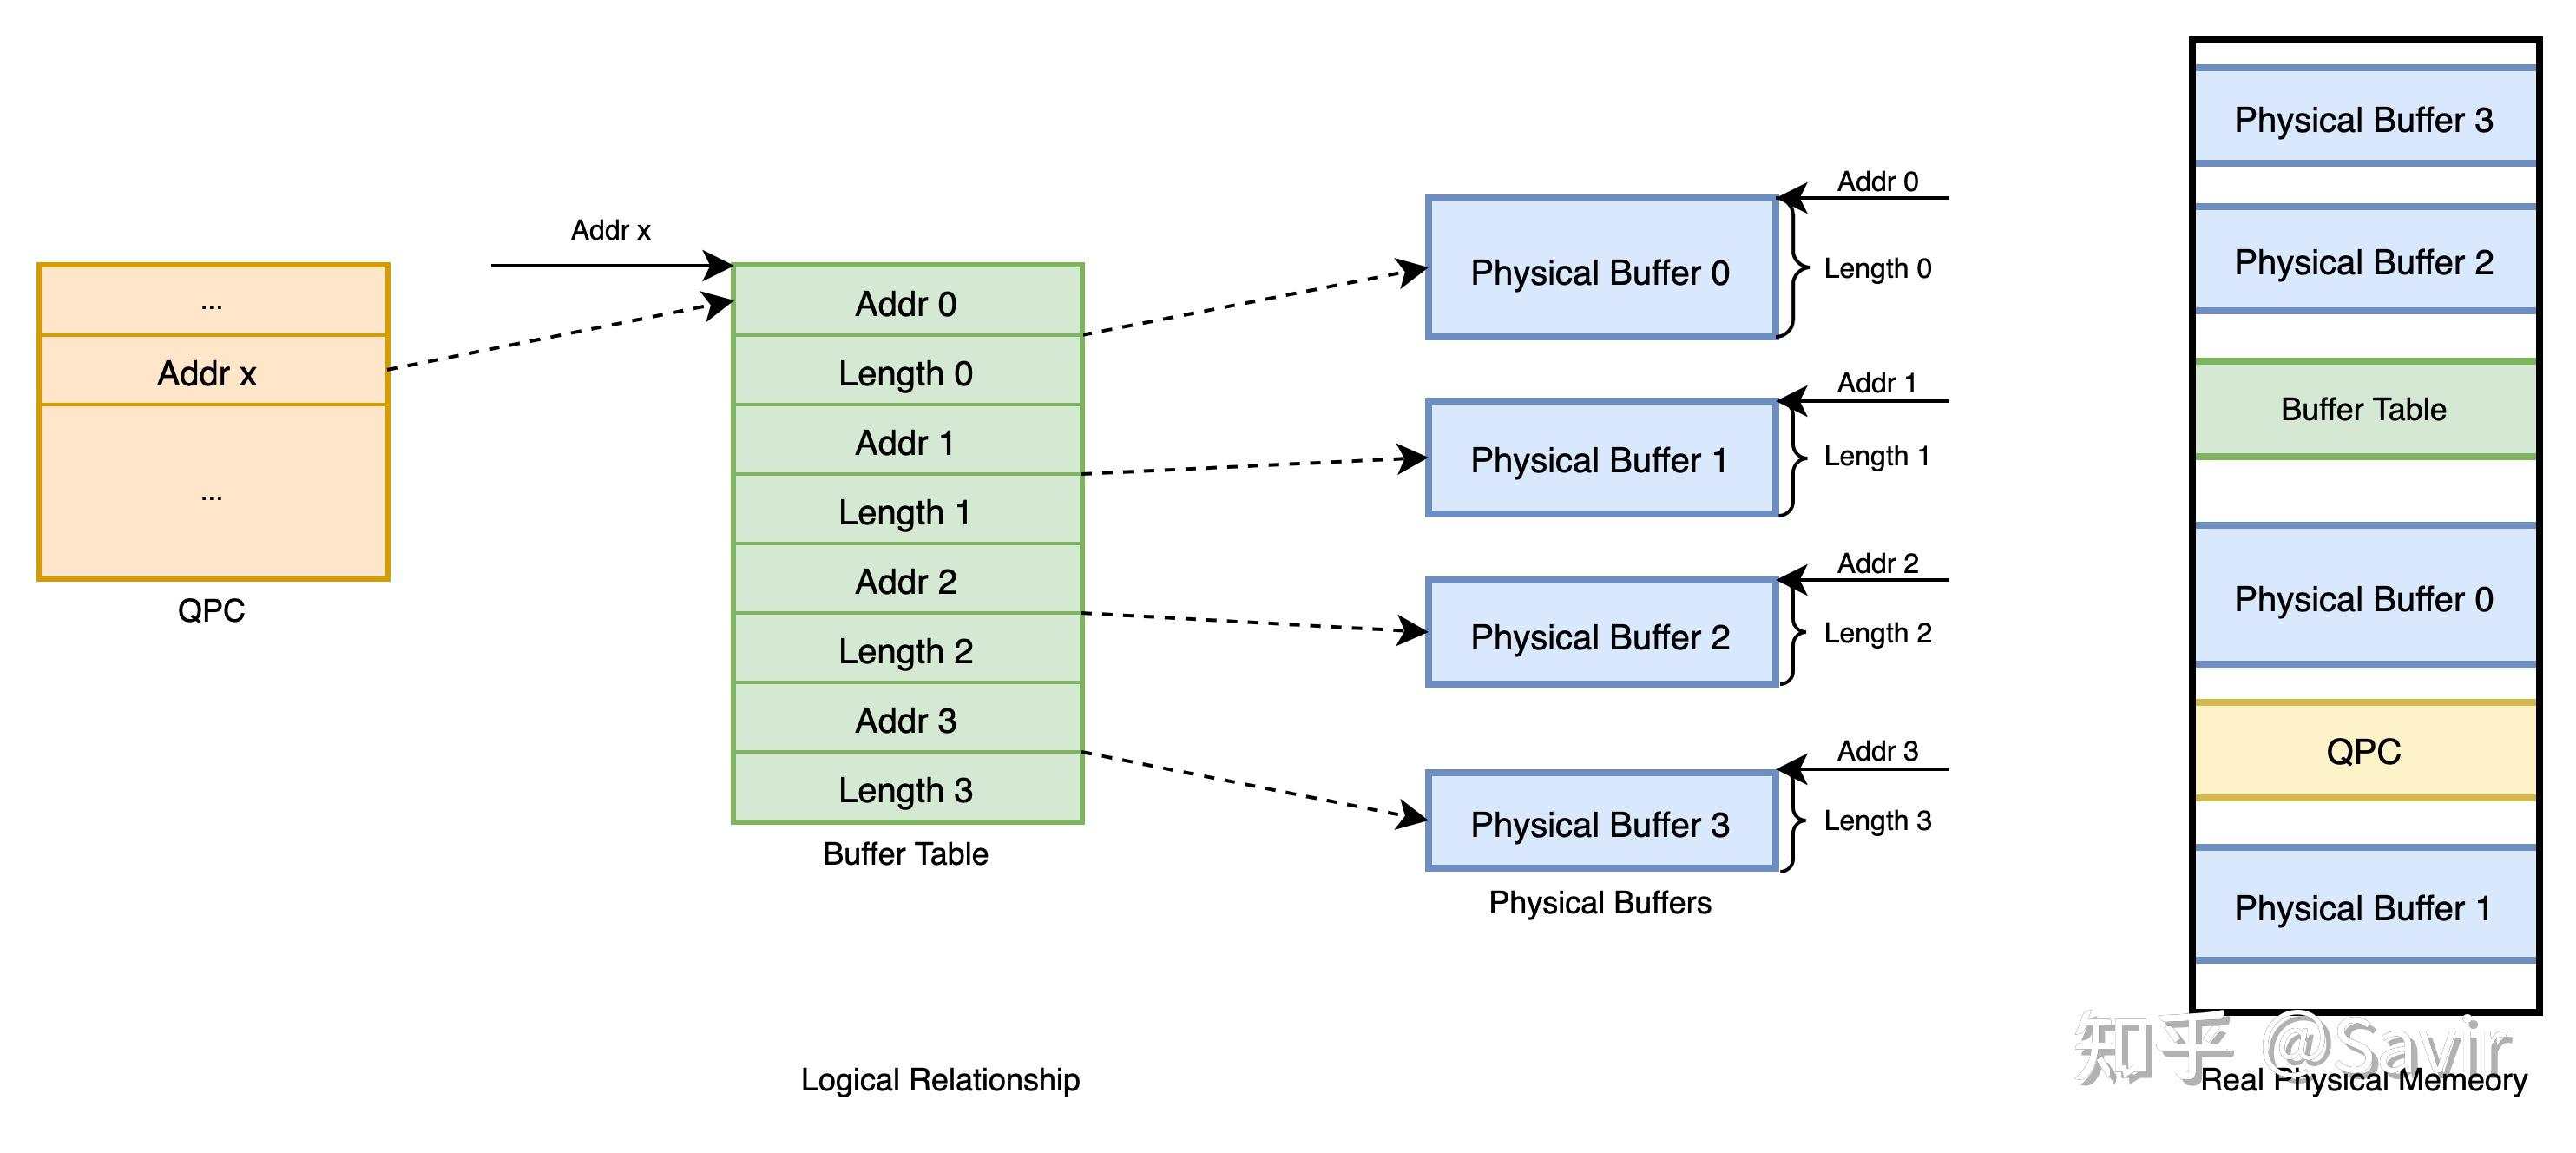 ...
Addr x
...
QPC
Addr x
Addr 0
Length 0
Addr 1
Length 1
Addr 2
Length 2
Addr 3
Length 3
Buffer Table
Physical Buffer 0
Addr 0
Length 0
Physical Buffer 1
Addr 1
Length 1
Physical Buffer 2
Addr 2
Length 2
Physical Buffer 3
Addr 3
Length 3
Physical Buffers
Logical Relationship
Physical Buffer 3
Physical Buffer 2
Buffer Table
Physical Buffer 0
QPC
Physical Buffer 1
Real Physical Memeory
知乎 @Savir